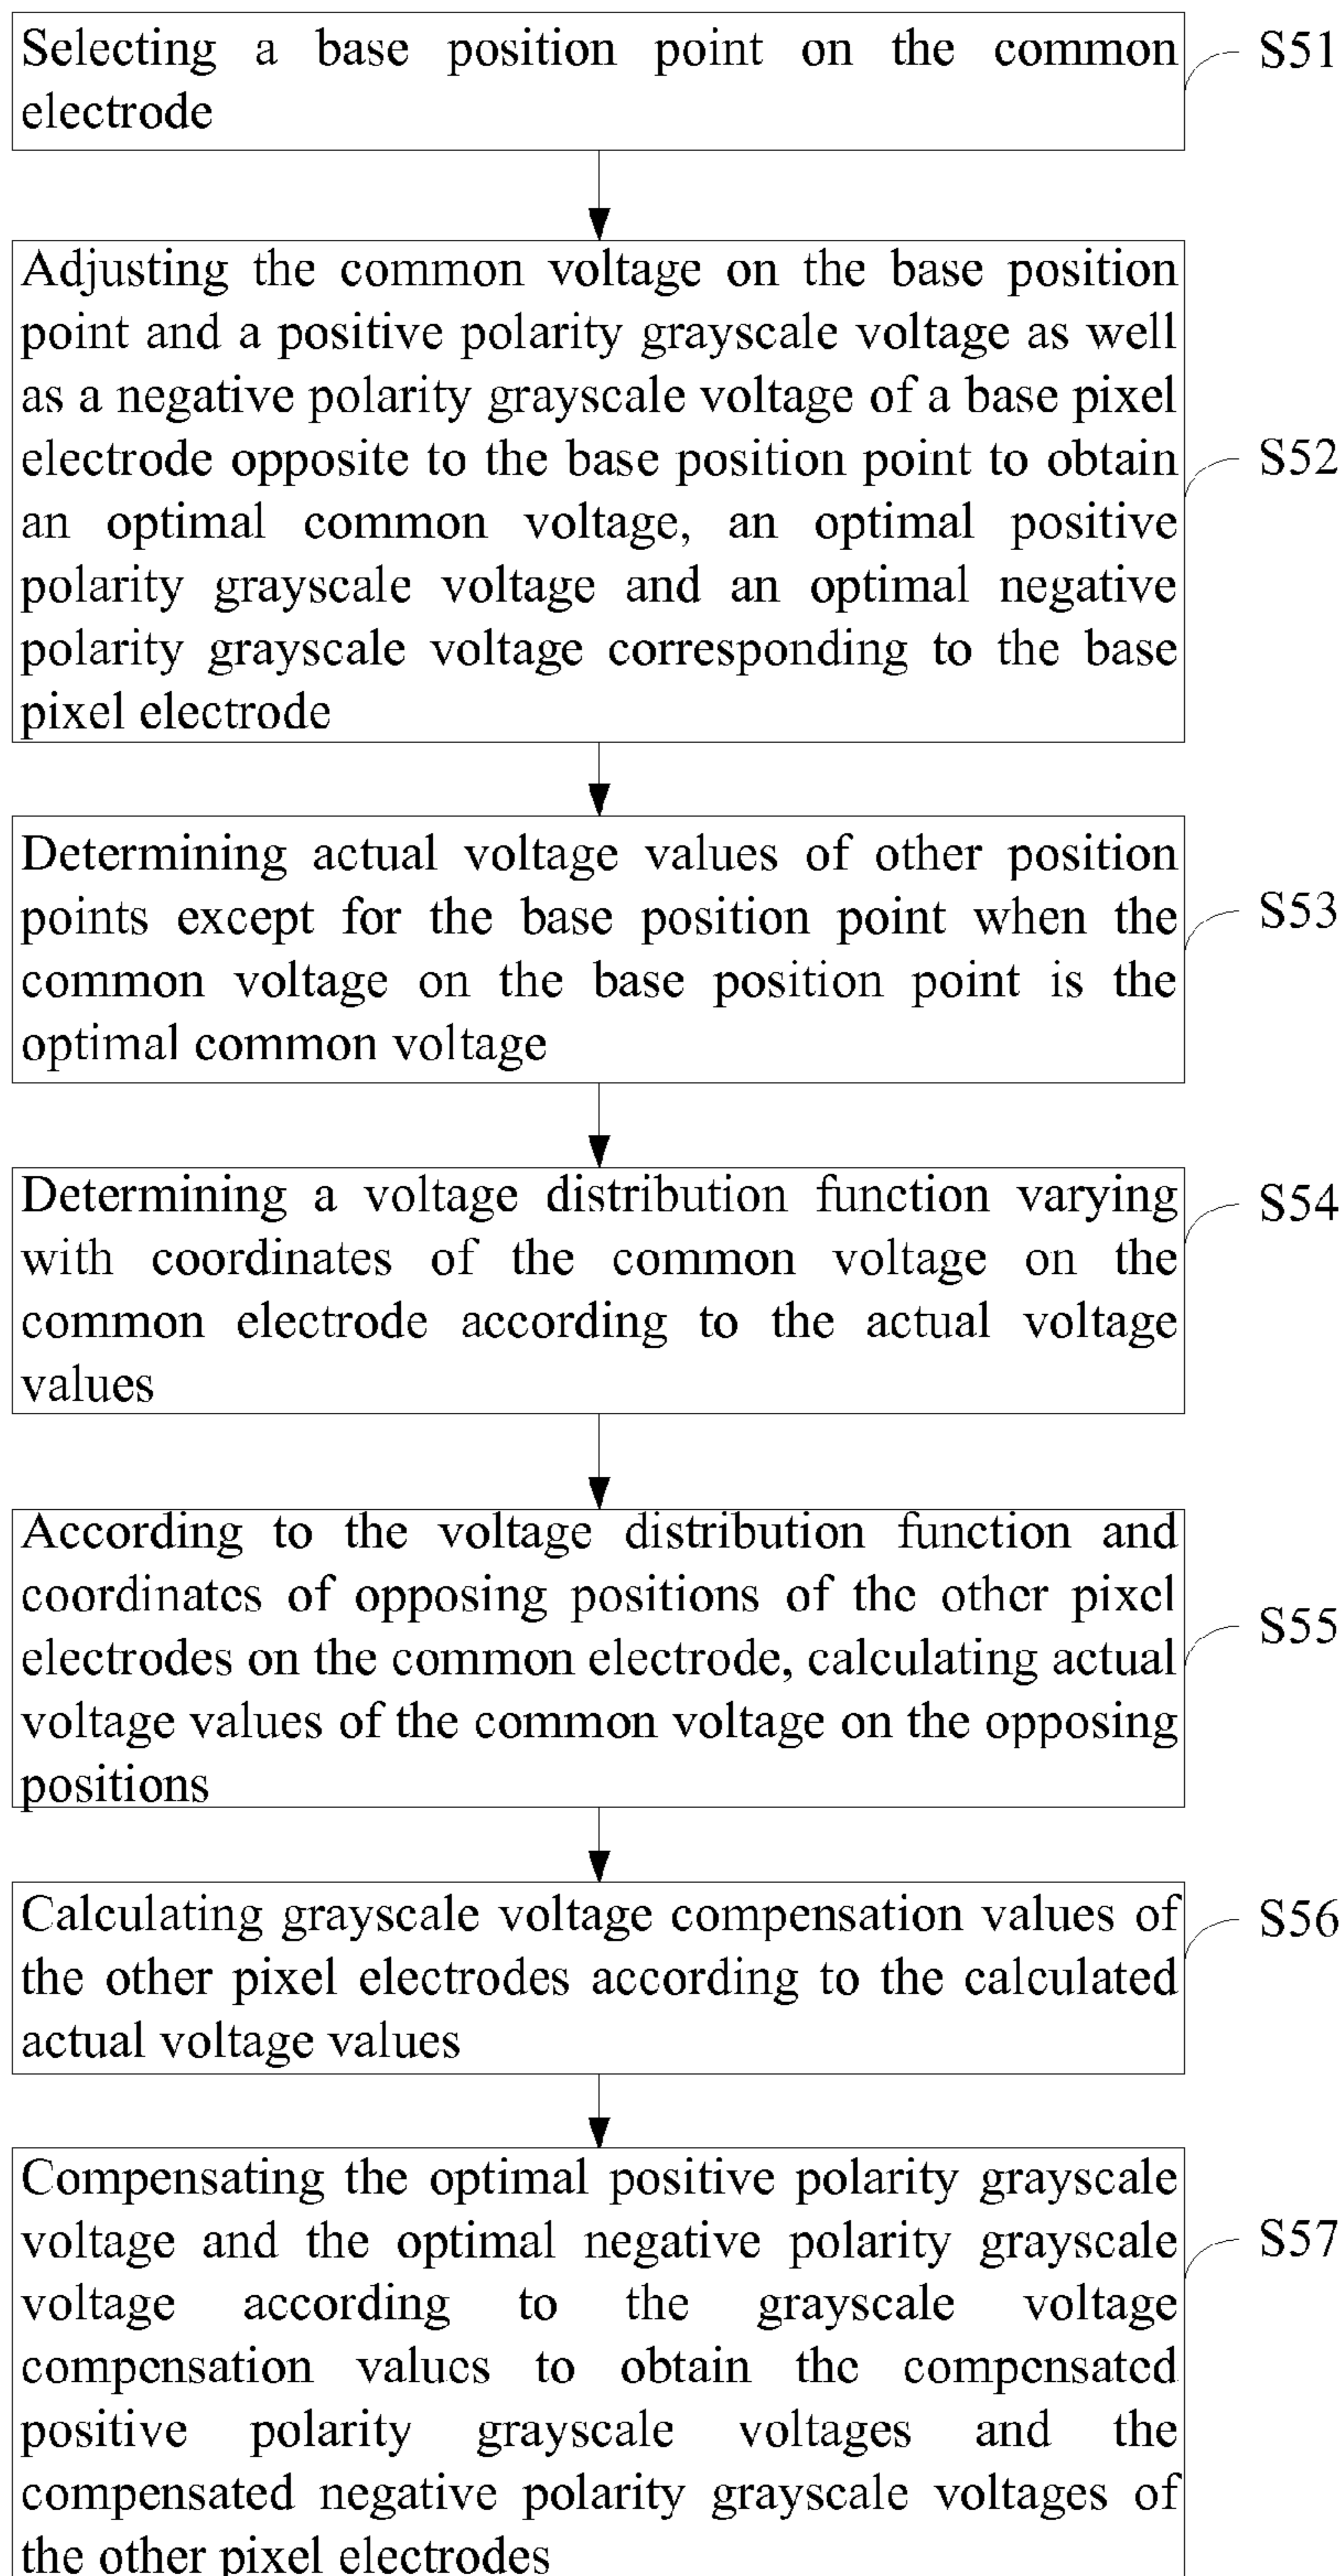 Selecting a base position point on the common
electrode
S51
Adjusting the common voltage on the base position
point and a positive polarity grayscale voltage as well
as a negative polarity grayscale voltage of a base pixel
electrode opposite to the base position point to obtain
an optimal common voltage, an optimal positive
polarity grayscale voltage and an optimal negative
polarity grayscale voltage corresponding to the base
pixel electrode
S52
Determining actual voltage values of other position
points except for the base position point when the
common voltage on the base position point is the
optimal common voltage
S53
Determining a voltage distribution function varying
with coordinates of the common voltage on the
common electrode according to the actual voltage
values
S54
According to the voltage distribution function and
coordinates of opposing positions of the other pixel
electrodes on the common electrode, calculating actual
voltage values of the common voltage on the opposing
positions
S55
Calculating grayscale voltage compensation values of
the other pixel electrodes according to the calculated
actual voltage values
S56
Compensating the optimal positive polarity grayscale
voltage and the optimal negative polarity grayscale
voltage according to the grayscale voltage
compensation values to obtain the compensated
positive polarity grayscale voltages and the
compensated negative polarity grayscale voltages of
the other pixel electrodes
S57